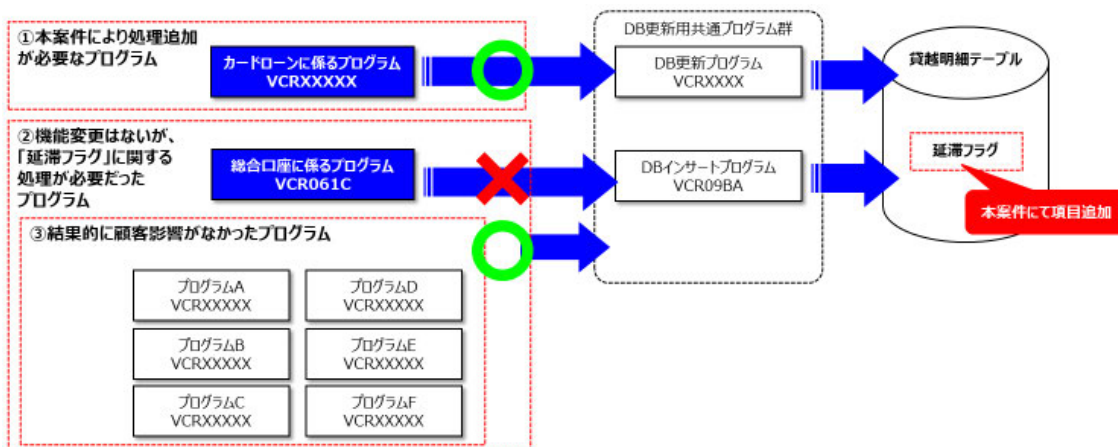 ①本案件により処理追加
が必要なプログラム
カードローンに係るプログラム
VCRXXXXX
DB更新用共通プログラム群
DB更新プログラム
VCRXXXX
貸越明細テーブル
②機能変更はないが、
「延滞フラグ」に関する
処理が必要だった
プログラム
総合口座に係るプログラム
VCR061C
DBインサートプログラム
VCR09BA
延滞フラグ
本案件にて項目追加
③結果的に顧客影響がなかったプログラム
プログラムA
VCRXXXXX
プログラムD
VCRXXXXX
プログラムB
VCRXXXXX
プログラムE
VCRXXXXX
プログラムC
VCRXXXXX
プログラムF
VCRXXXXX